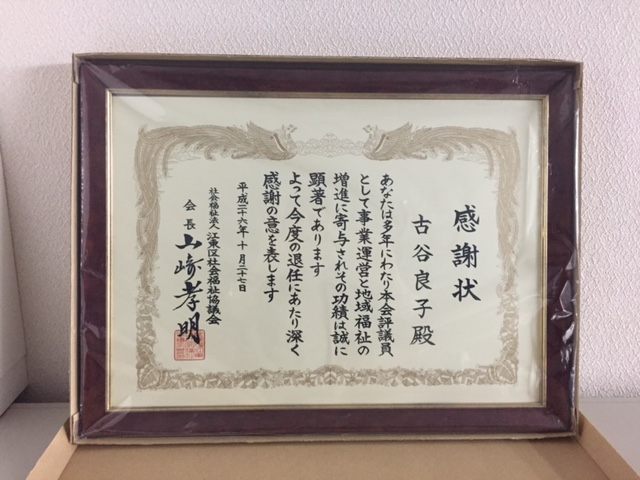 感謝状
古谷良子殿
あなたは多年にわたり本会評議員
として事業運営と地域福祉の
増進に寄与されその功績は誠に
顕著であります
よって今度の退任にあたり深く
感謝の意を表します
平成二十六年十月二十七日
社会福祉法人 江東区社会福祉協議会
会長 山﨑孝明